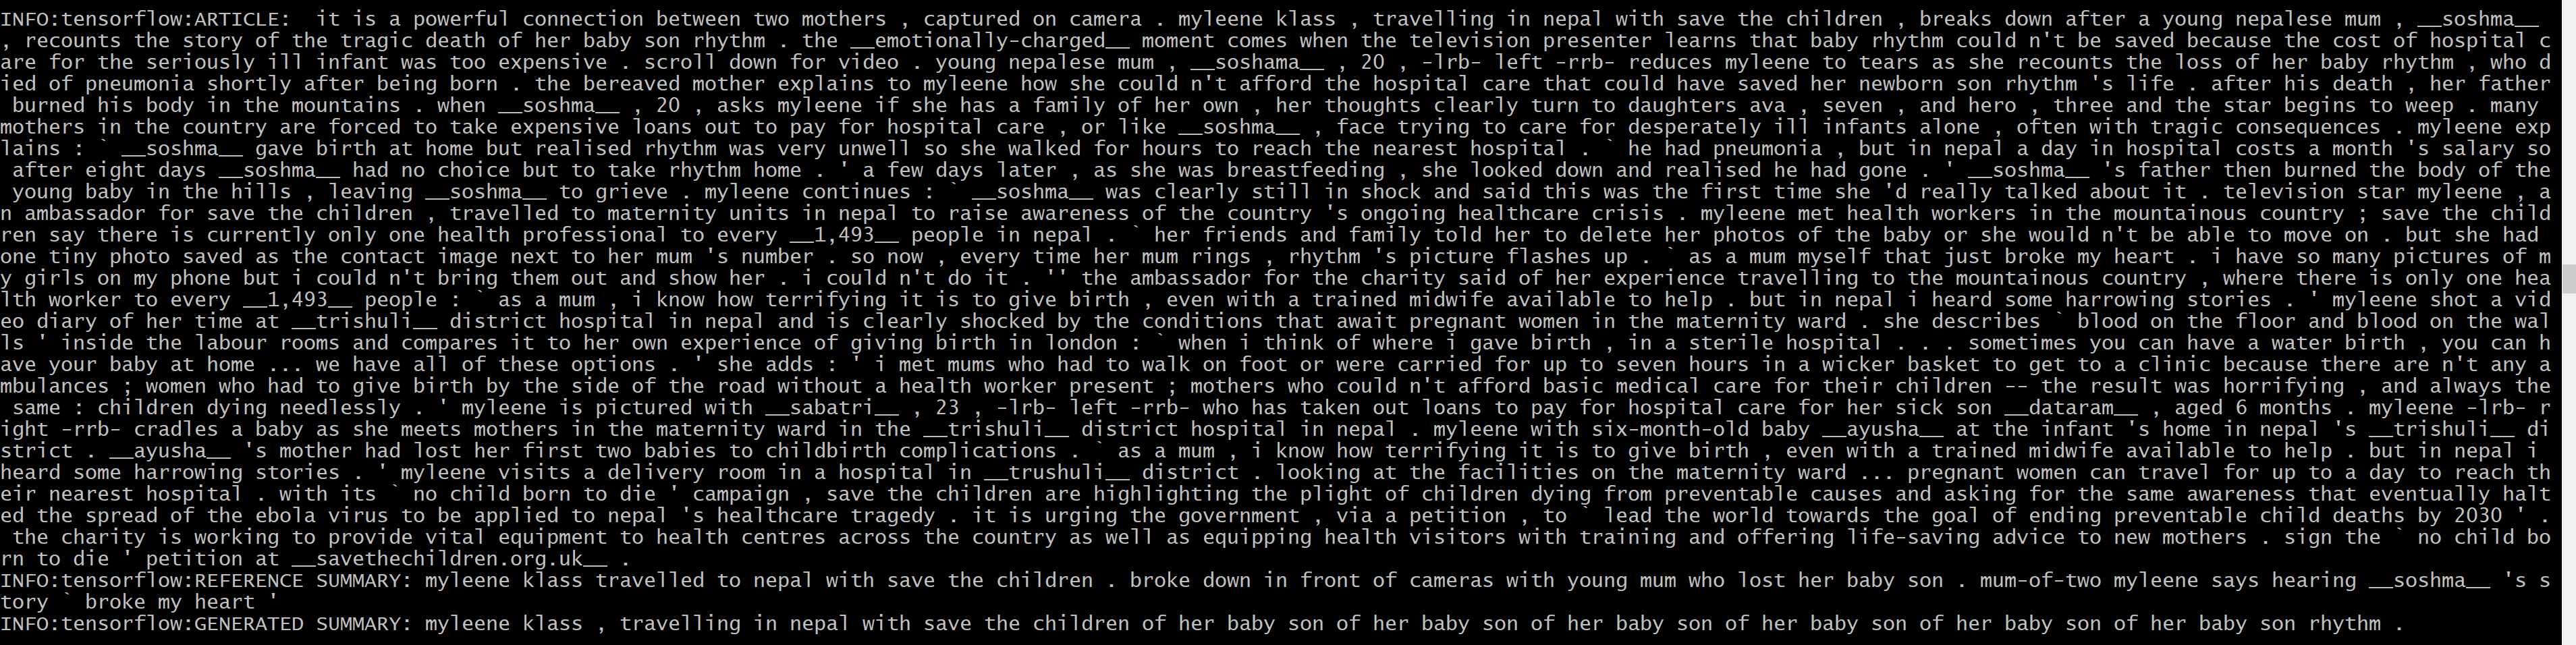 INFO:tensorflow:ARTICLE:  it is a powerful connection between two mothers , captured on camera . myleene klass , travelling in nepal with save the children , breaks down after a young nepalese mum , __soshma__
, recounts the story of the tragic death of her baby son rhythm . the __emotionally-charged__ moment comes when the television presenter learns that baby rhythm could n't be saved because the cost of hospital c
are for the seriously ill infant was too expensive . scroll down for video . young nepalese mum , __soshama__ , 20 , -lrb- left -rrb- reduces myleene to tears as she recounts the loss of her baby rhythm , who d
ied of pneumonia shortly after being born . the bereaved mother explains to myleene how she could n't afford the hospital care that could have saved her newborn son rhythm 's life . after his death , her father
 burned his body in the mountains . when __soshma__ , 20 , asks myleene if she has a family of her own , her thoughts clearly turn to daughters ava , seven , and hero , three and the star begins to weep . many
mothers in the country are forced to take expensive loans out to pay for hospital care , or like __soshma__ , face trying to care for desperately ill infants alone , often with tragic consequences . myleene exp
lains : ` __soshma__ gave birth at home but realised rhythm was very unwell so she walked for hours to reach the nearest hospital . ` he had pneumonia , but in nepal a day in hospital costs a month 's salary so
 after eight days __soshma__ had no choice but to take rhythm home . ' a few days later , as she was breastfeeding , she looked down and realised he had gone . ' __soshma__ 's father then burned the body of the
 young baby in the hills , leaving __soshma__ to grieve . myleene continues : ` __soshma__ was clearly still in shock and said this was the first time she 'd really talked about it . television star myleene , a
n ambassador for save the children , travelled to maternity units in nepal to raise awareness of the country 's ongoing healthcare crisis . myleene met health workers in the mountainous country ; save the child
ren say there is currently only one health professional to every __1,493__ people in nepal . ` her friends and family told her to delete her photos of the baby or she would n't be able to move on . but she had
one tiny photo saved as the contact image next to her mum 's number . so now , every time her mum rings , rhythm 's picture flashes up . ` as a mum myself that just broke my heart . i have so many pictures of m
y girls on my phone but i could n't bring them out and show her . i could n't do it . '' the ambassador for the charity said of her experience travelling to the mountainous country , where there is only one hea
lth worker to every __1,493__ people : ` as a mum , i know how terrifying it is to give birth , even with a trained midwife available to help . but in nepal i heard some harrowing stories . ' myleene shot a vid
eo diary of her time at __trishuli__ district hospital in nepal and is clearly shocked by the conditions that await pregnant women in the maternity ward . she describes ` blood on the floor and blood on the wal
ls ' inside the labour rooms and compares it to her own experience of giving birth in london : ` when i think of where i gave birth , in a sterile hospital . . . sometimes you can have a water birth , you can h
ave your baby at home ... we have all of these options . ' she adds : ' i met mums who had to walk on foot or were carried for up to seven hours in a wicker basket to get to a clinic because there are n't any a
mbulances ; women who had to give birth by the side of the road without a health worker present ; mothers who could n't afford basic medical care for their children -- the result was horrifying , and always the
 same : children dying needlessly . ' myleene is pictured with __sabatri__ , 23 , -lrb- left -rrb- who has taken out loans to pay for hospital care for her sick son __dataram__ , aged 6 months . myleene -lrb- r
ight -rrb- cradles a baby as she meets mothers in the maternity ward in the __trishuli__ district hospital in nepal . myleene with six-month-old baby __ayusha__ at the infant 's home in nepal 's __trishuli__ di
strict . __ayusha__ 's mother had lost her first two babies to childbirth complications . ` as a mum , i know how terrifying it is to give birth , even with a trained midwife available to help . but in nepal i
heard some harrowing stories . ' myleene visits a delivery room in a hospital in __trushuli__ district . looking at the facilities on the maternity ward ... pregnant women can travel for up to a day to reach th
eir nearest hospital . with its ` no child born to die ' campaign , save the children are highlighting the plight of children dying from preventable causes and asking for the same awareness that eventually halt
ed the spread of the ebola virus to be applied to nepal 's healthcare tragedy . it is urging the government , via a petition , to ` lead the world towards the goal of ending preventable child deaths by 2030 ' .
 the charity is working to provide vital equipment to health centres across the country as well as equipping health visitors with training and offering life-saving advice to new mothers . sign the ` no child bo
rn to die ' petition at __savethechildren.org.uk__ .
INFO:tensorflow:REFERENCE SUMMARY: myleene klass travelled to nepal with save the children . broke down in front of cameras with young mum who lost her baby son . mum-of-two myleene says hearing __soshma__ 's s
tory ` broke my heart '
INFO:tensorflow:GENERATED SUMMARY: myleene klass , travelling in nepal with save the children of her baby son of her baby son of her baby son of her baby son of her baby son of her baby son rhythm .